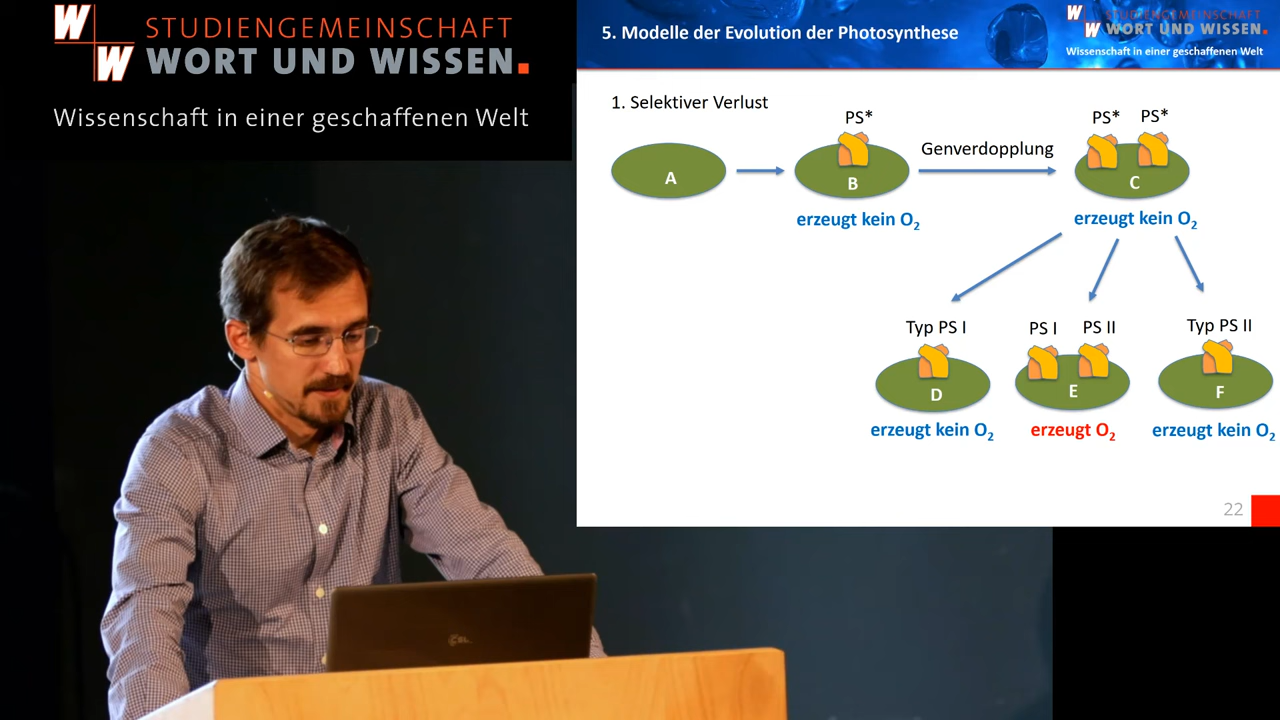 W
W
STUDIENGEMEINSCHAFT
WORT UND WISSEN.
Wissenschaft in einer geschaffenen Welt
5. Modelle der Evolution der Photosynthese
W
W
STUDIENGEMEINSCHAFT
WORT UND WISSEN.
Wissenschaft in einer geschaffenen Welt
1. Selektiver Verlust
PS*
PS* PS*
Genverdopplung
A
B
C
erzeugt kein O₂
erzeugt kein O₂
Typ PS I
PS I PS II
Typ PS II
D
E
F
erzeugt kein O₂
erzeugt O₂
erzeugt kein O₂
22